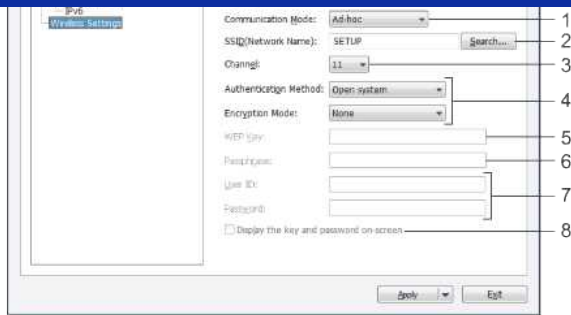 IPv6
Wireless Settings
Communication Mode: Ad-hoc 1
SSID(Network Name): SETUP Search... 2
Channel: 11 3
Authentication Method: Open system 4
Encryption Mode: None
WEP Key: 5
Passphrase: 6
User ID: 7
Password:
Display the key and password on-screen 8
Apply Exit